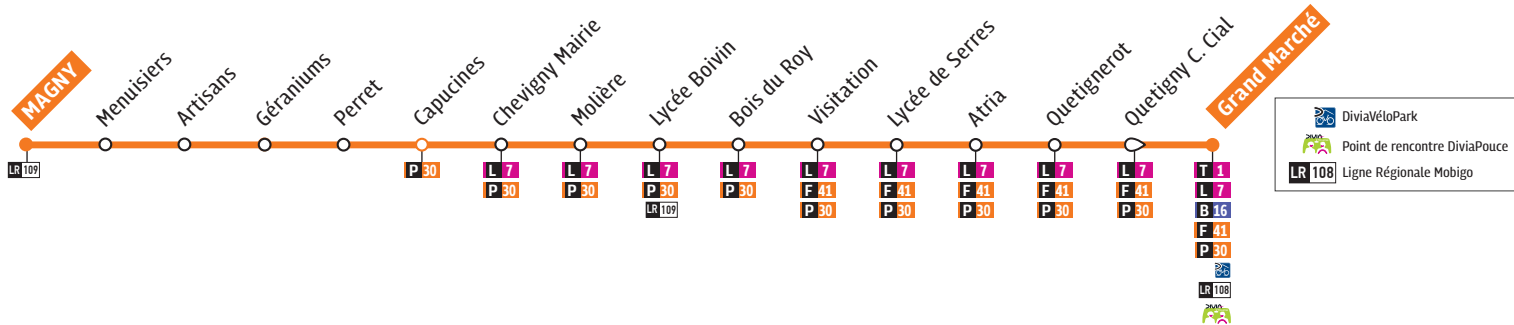 MAGNY
Menuisiers
Artisans
Géraniums
Perret
Capucines
Chevigny Mairie
Molière
Lycée Boivin
Bois du Roy
Visitation
Lycée de Serres
Atria
Quetignerot
Quetigny C. Cial
Grand Marché
LR 109
P 30
L 7
P 30
L 7
P 30
L 7
P 30
LR 109
L 7
P 30
L 7
F 41
P 30
L 7
F 41
P 30
L 7
F 41
P 30
L 7
F 41
P 30
L 7
F 41
P 30
T 1
L 7
B 16
F 41
P 30
LR 108
DIVIA
DiviaVéloPark
DIVIA
Point de rencontre DiviaPouce
LR 108 Ligne Régionale Mobigo